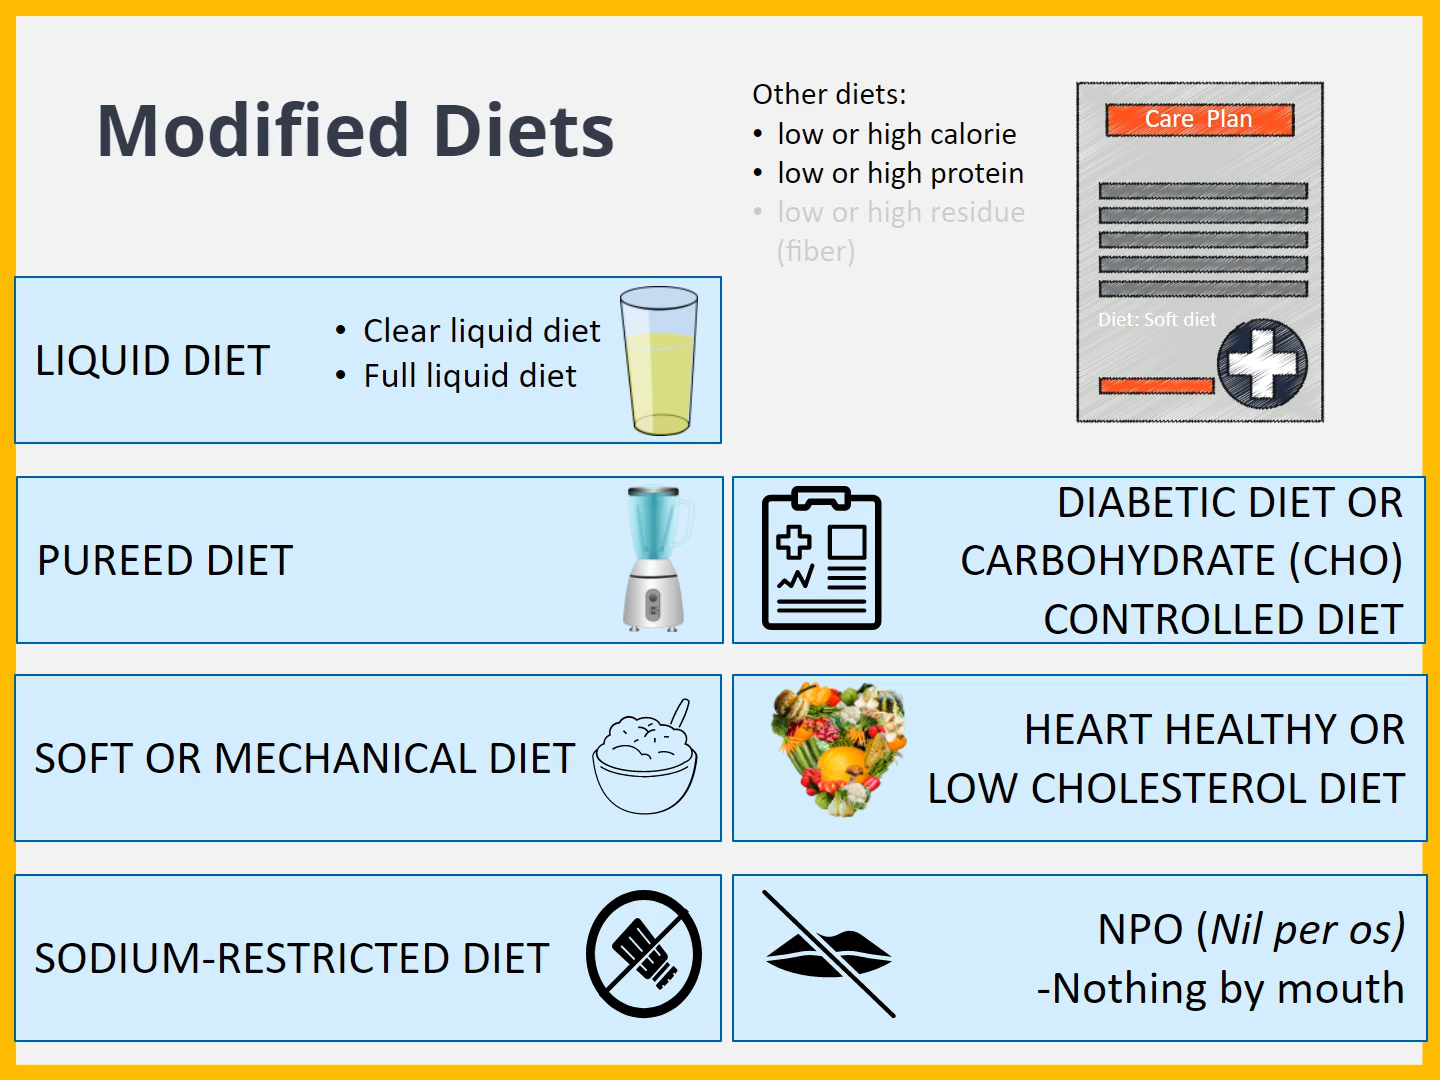 Modified Diets
Other diets:
• low or high calorie
• low or high protein
• low or high residue
(fiber)
Care Plan
Diet: Soft diet
LIQUID DIET
• Clear liquid diet
• Full liquid diet
PUREED DIET
DIABETIC DIET OR
CARBOHYDRATE (CHO)
CONTROLLED DIET
SOFT OR MECHANICAL DIET
HEART HEALTHY OR
LOW CHOLESTEROL DIET
SODIUM-RESTRICTED DIET
NPO (Nil per os)
-Nothing by mouth